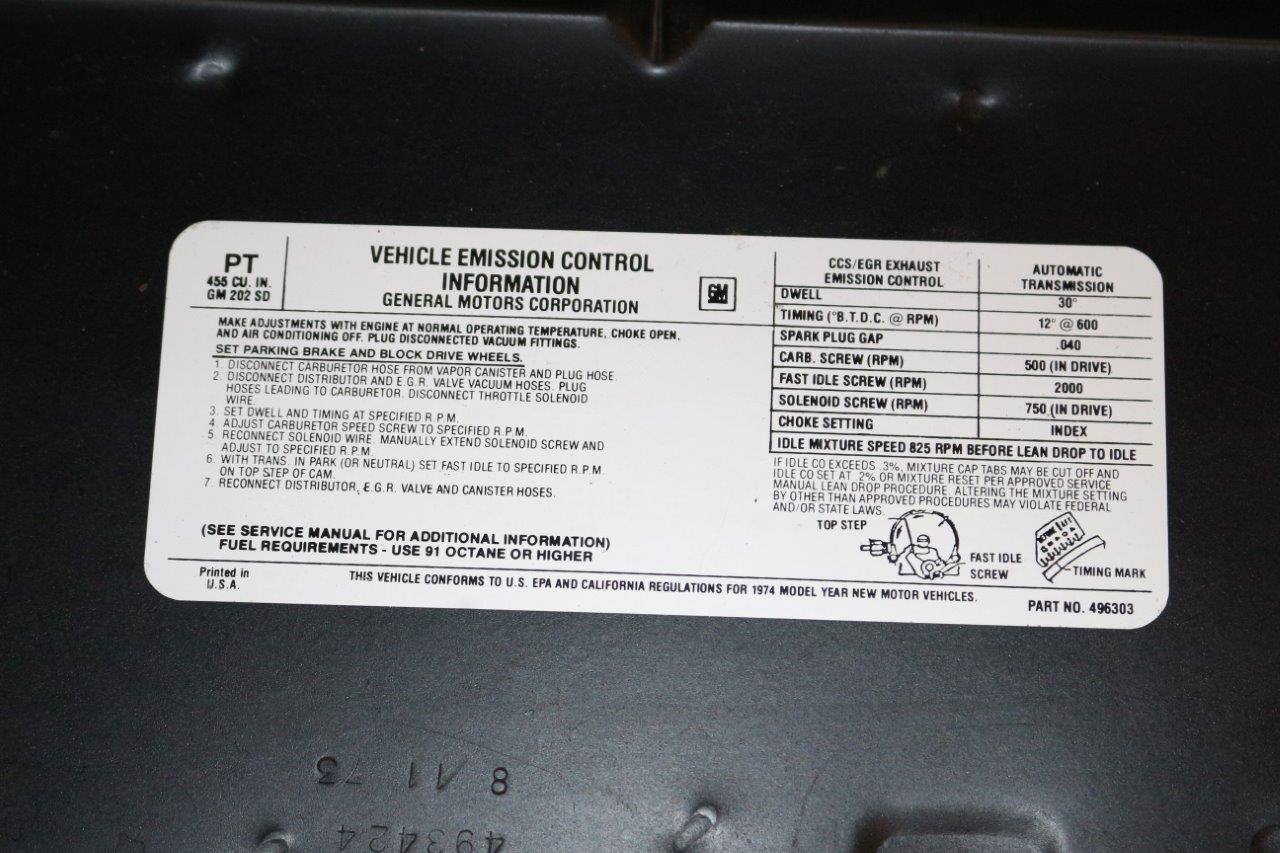 PT
455 CU. IN.
GM 202 SD
VEHICLE EMISSION CONTROL
INFORMATION
GENERAL MOTORS CORPORATION
GM
MAKE ADJUSTMENTS WITH ENGINE AT NORMAL OPERATING TEMPERATURE, CHOKE OPEN,
AND AIR CONDITIONING OFF. PLUG DISCONNECTED VACUUM FITTINGS.
SET PARKING BRAKE AND BLOCK DRIVE WHEELS.
1. DISCONNECT CARBURETOR HOSE FROM VAPOR CANISTER AND PLUG HOSE.
2. DISCONNECT DISTRIBUTOR AND E.G.R. VALVE VACUUM HOSES. PLUG
HOSES LEADING TO CARBURETOR. DISCONNECT THROTTLE SOLENOID
WIRE.
3. SET DWELL AND TIMING AT SPECIFIED R.P.M.
4. ADJUST CARBURETOR SPEED SCREW TO SPECIFIED R.P.M.
5. RECONNECT SOLENOID WIRE. MANUALLY EXTEND SOLENOID SCREW AND
ADJUST TO SPECIFIED R.P.M.
6. WITH TRANS. IN PARK (OR NEUTRAL) SET FAST IDLE TO SPECIFIED R.P.M.
ON TOP STEP OF CAM.
7. RECONNECT DISTRIBUTOR, E.G.R. VALVE AND CANISTER HOSES.
(SEE SERVICE MANUAL FOR ADDITIONAL INFORMATION)
FUEL REQUIREMENTS - USE 91 OCTANE OR HIGHER
CCS/EGR EXHAUST
EMISSION CONTROL
AUTOMATIC
TRANSMISSION
DWELL 30°
TIMING (°B.T.D.C. @ RPM) 12° @ 600
SPARK PLUG GAP .040
CARB. SCREW (RPM) 500 (IN DRIVE)
FAST IDLE SCREW (RPM) 2000
SOLENOID SCREW (RPM) 750 (IN DRIVE)
CHOKE SETTING INDEX
IDLE MIXTURE SPEED 825 RPM BEFORE LEAN DROP TO IDLE
IF IDLE CO EXCEEDS .3%, MIXTURE CAP TABS MAY BE CUT OFF AND
IDLE CO SET AT .2% OR MIXTURE RESET PER APPROVED SERVICE
MANUAL LEAN DROP PROCEDURE. ALTERING THE MIXTURE SETTING
BY OTHER THAN APPROVED PROCEDURES MAY VIOLATE FEDERAL
AND/OR STATE LAWS.
TOP STEP
FAST IDLE
SCREW
TIMING MARK
Printed in
U.S.A.
THIS VEHICLE CONFORMS TO U.S. EPA AND CALIFORNIA REGULATIONS FOR 1974 MODEL YEAR NEW MOTOR VEHICLES.
PART NO. 496303
8 11 73
493424